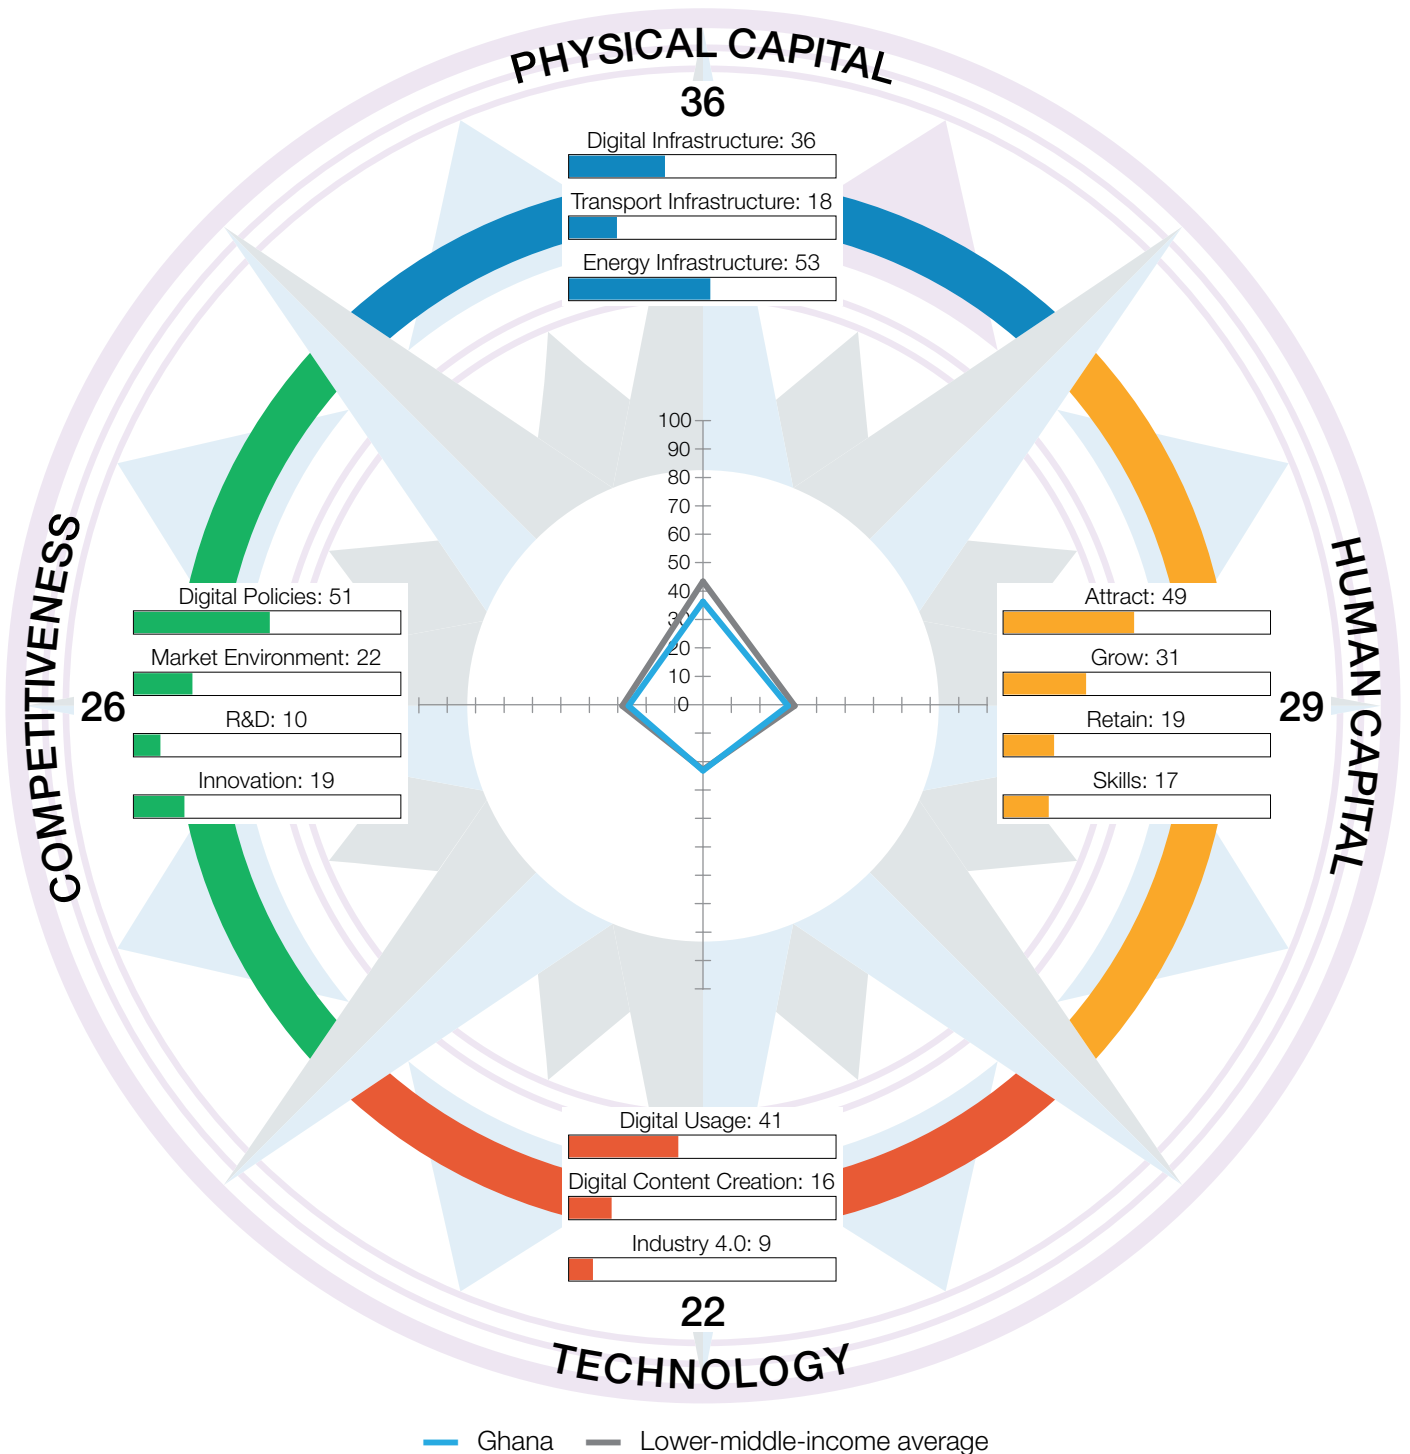 PHYSICAL CAPITAL
36
Digital Infrastructure: 36
Transport Infrastructure: 18
Energy Infrastructure: 53
100
90
80
70
60
50
40
30
20
10
0
COMPETITIVENESS
26
Digital Policies: 51
Market Environment: 22
R&D: 10
Innovation: 19
HUMAN CAPITAL
29
Attract: 49
Grow: 31
Retain: 19
Skills: 17
Digital Usage: 41
Digital Content Creation: 16
Industry 4.0: 9
22
TECHNOLOGY
Ghana
Lower-middle-income average